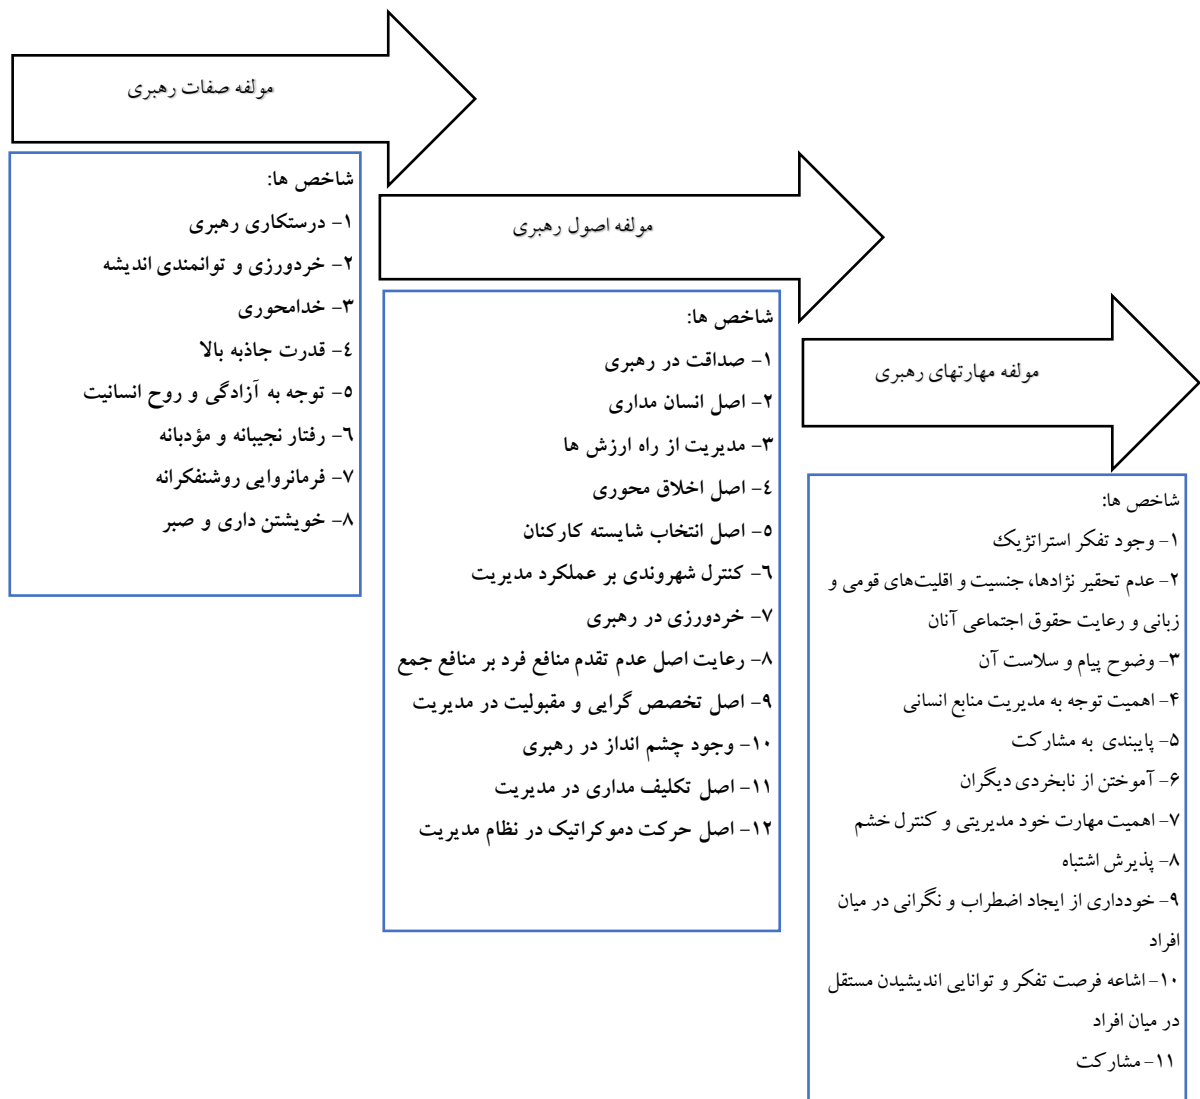 مولفه صفات رهبری
شاخص ها:
۱- درستکاری رهبری
۲- خردورزی و توانمندی اندیشه
۳- خدامحوری
٤- قدرت جاذبه بالا
٥- توجه به آزادگی و روح انسانیت
٦- رفتار نجیبانه و مؤدبانه
۷- فرمانروایی روشنفکرانه
۸- خویشتن داری و صبر
مولفه اصول رهبری
شاخص ها:
۱- صداقت در رهبری
۲- اصل انسان مداری
۳- مدیریت از راه ارزش ها
٤- اصل اخلاق محوری
٥- اصل انتخاب شایسته کارکنان
٦- کنترل شهروندی بر عملکرد مدیریت
۷- خردورزی در رهبری
۸- رعایت اصل عدم تقدم منافع فرد بر منافع جمع
۹- اصل تخصص گرایی و مقبولیت در مدیریت
۱۰- وجود چشم انداز در رهبری
۱۱- اصل تکلیف مداری در مدیریت
۱۲- اصل حرکت دموکراتیک در نظام مدیریت
مولفه مهارتهای رهبری
شاخص ها:
۱- وجود تفکر استراتژیک
۲- عدم تحقیر نژادها، جنسیت و اقلیت‌های قومی و
زبانی و رعایت حقوق اجتماعی آنان
۳- وضوح پیام و سلاست آن
۴- اهمیت توجه به مدیریت منابع انسانی
۵- پایبندی به مشارکت
۶- آموختن از نابخردی دیگران
۷- اهمیت مهارت خود مدیریتی و کنترل خشم
۸- پذیرش اشتباه
۹- خودداری از ایجاد اضطراب و نگرانی در میان
افراد
۱۰- اشاعه فرصت تفکر و توانایی اندیشیدن مستقل
در میان افراد
۱۱- مشارکت